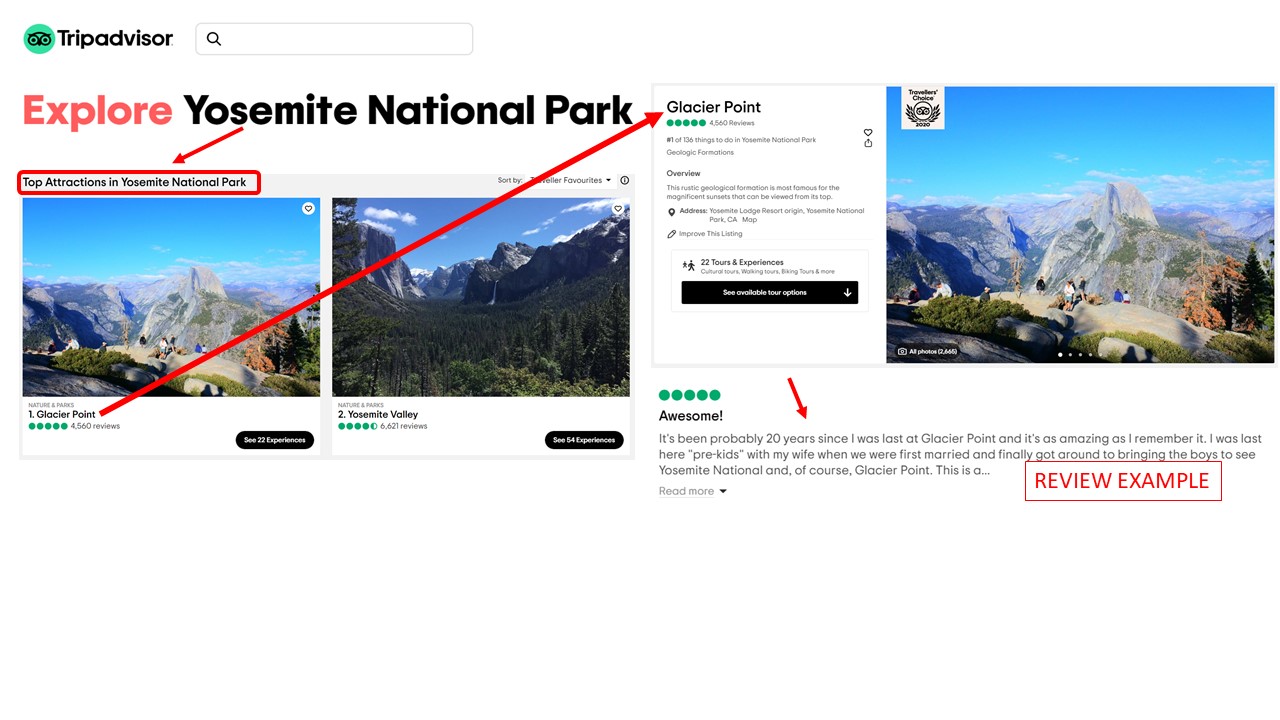 Tripadvisor
Explore Yosemite National Park
Top Attractions in Yosemite National Park
Sort by: Traveller Favourites
NATURE & PARKS
1. Glacier Point
4,560 reviews
See 22 Experiences
NATURE & PARKS
2. Yosemite Valley
6,621 reviews
See 54 Experiences
Glacier Point
4,560 Reviews
#1 of 136 things to do in Yosemite National Park
Geologic Formations
Overview
This rustic geological formation is most famous for the
magnificent sunsets that can be viewed from its top.
Address: Yosemite Lodge Resort origin, Yosemite National
Park, CA Map
Improve This Listing
22 Tours & Experiences
Cultural tours, Walking tours, Biking Tours & more
See available tour options
Travellers'
Choice
2020
All photos (2,665)
Awesome!
It's been probably 20 years since I was last at Glacier Point and it's as amazing as I remember it. I was last
here "pre-kids" with my wife when we were first married and finally got around to bringing the boys to see
Yosemite National and, of course, Glacier Point. This is a...
Read more
REVIEW EXAMPLE